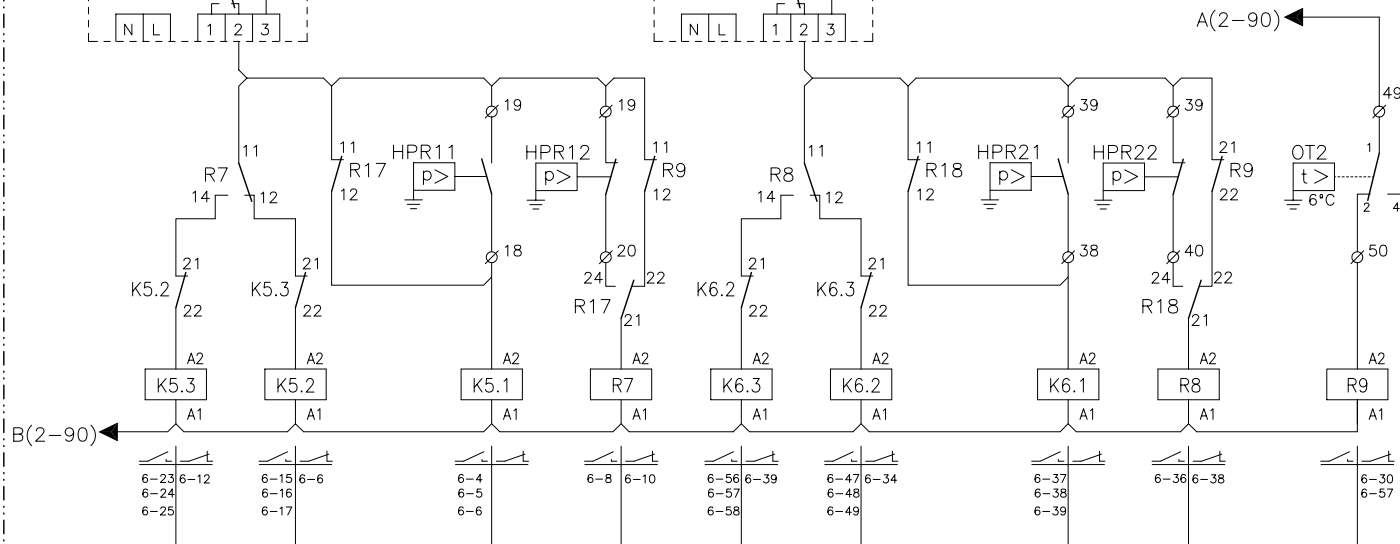 N L 1 2 3 N L 1 2 3 A(2-90)
19 19 39 39 49
11 11 HPR11 HPR12 11 11 11 HPR21 HPR22 21 OT2 1
R7 R17 p> p> R9 R8 R18 p> p> R9 t>
14 12 12 12 14 12 12 22 6°C 2 4
18 20 38 40 50
21 21 24 22 21 21 24 22
K5.2 K5.3 R17 K6.2 K6.3 R18
22 22 21 22 22 21
A2 A2 A2 A2 A2 A2 A2 A2 A2
K5.3 K5.2 K5.1 R7 K6.3 K6.2 K6.1 R8 R9
A1 A1 A1 A1 A1 A1 A1 A1 A1
B(2-90)
6-23 6-12 6-15 6-6 6-4 6-8 6-10 6-56 6-39 6-47 6-34 6-37 6-36 6-38 6-30
6-24 6-16 6-5 6-57 6-48 6-38 6-57
6-25 6-17 6-6 6-58 6-49 6-39